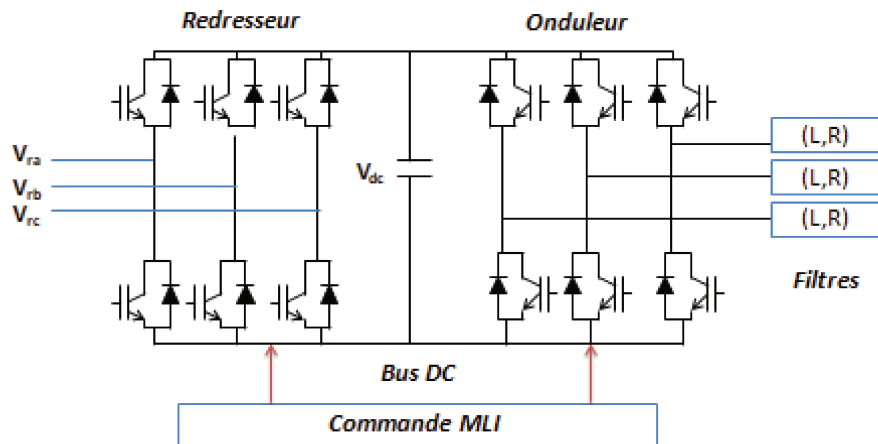 Redresseur
Onduleur
Vra
Vrb
Vrc
Vdc
(L,R)
(L,R)
(L,R)
Filtres
Bus DC
Commande MLI